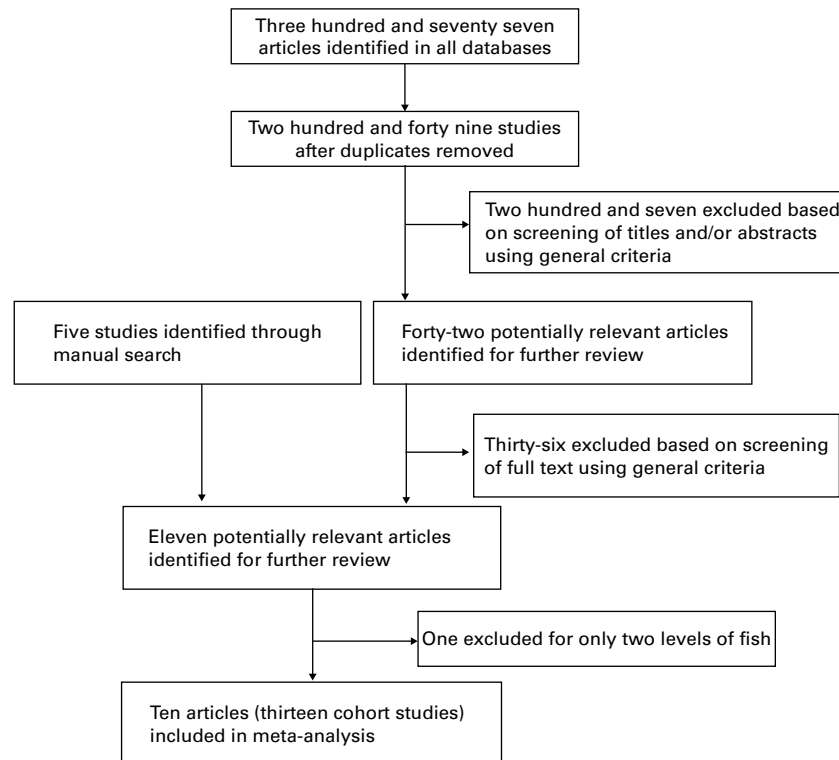 Three hundred and seventy seven
articles identified in all databases
Two hundred and forty nine studies
after duplicates removed
Two hundred and seven excluded based
on screening of titles and/or abstracts
using general criteria
Five studies identified through
manual search
Forty-two potentially relevant articles
identified for further review
Thirty-six excluded based on screening
of full text using general criteria
Eleven potentially relevant articles
identified for further review
One excluded for only two levels of fish
Ten articles (thirteen cohort studies)
included in meta-analysis